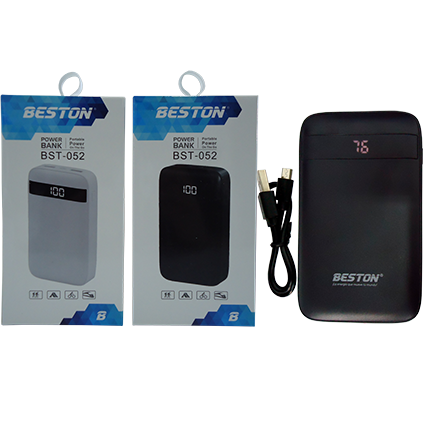 BESTON®
POWER
BANK
Portable
Power
BST-052
100
B
BESTON®
POWER
BANK
Portable
Power
BST-052
100
B
76
BESTON®